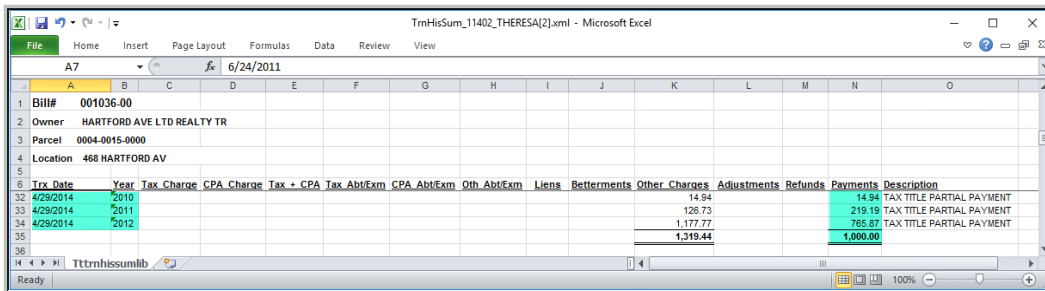 TrnHisSum_11402_THERESA[2].xml - Microsoft Excel
File Home Insert Page Layout Formulas Data Review View
A7 fx 6/24/2011
A B C D E F G H I J K L M N O
1 Bill# 001036-00
2 Owner HARTFORD AVE LTD REALTY TR
3 Parcel 0004-0015-0000
4 Location 468 HARTFORD AV
5
6 Trx Date Year Tax Charge CPA Charge Tax + CPA Tax Abt/Exm CPA Abt/Exm Oth Abt/Exm Liens Betterments Other Charges Adjustments Refunds Payments Description
32 4/29/2014 2010 14.94 14.94 TAX TITLE PARTIAL PAYMENT
33 4/29/2014 2011 126.73 219.19 TAX TITLE PARTIAL PAYMENT
34 4/29/2014 2012 1,177.77 765.87 TAX TITLE PARTIAL PAYMENT
35 1,319.44 1,000.00
36
Tttrnhissumlib
Ready 100%